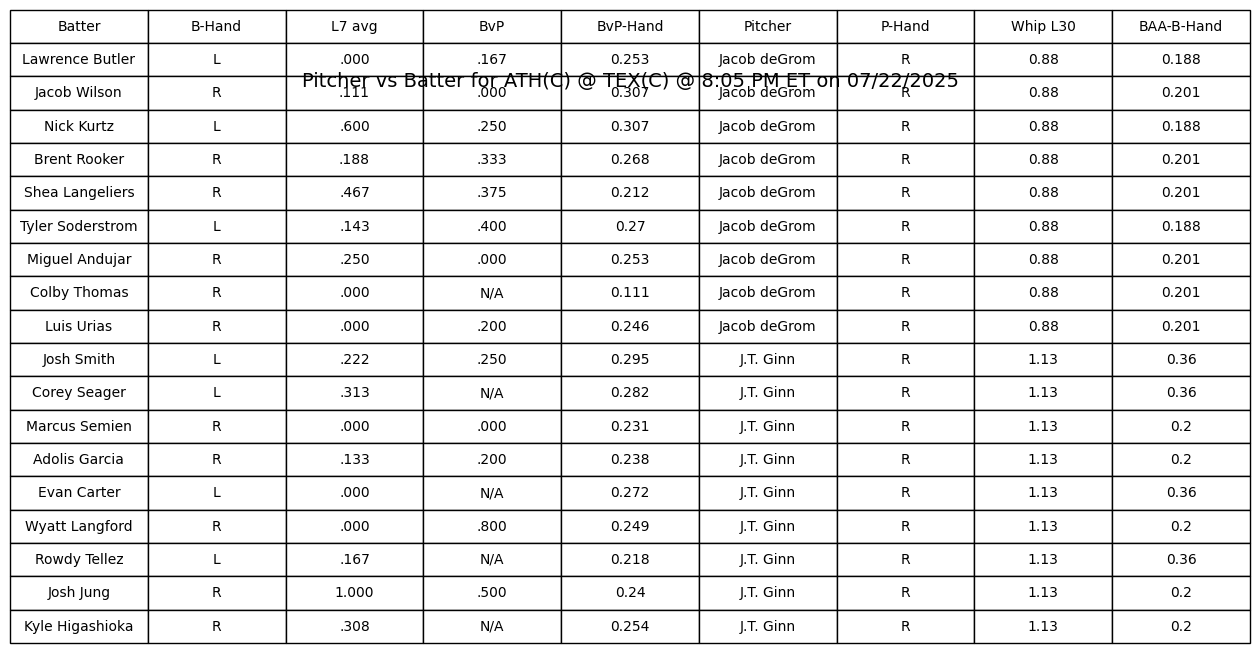 Batter B-Hand L7 avg BvP BvP-Hand Pitcher P-Hand Whip L30 BAA-B-Hand
Lawrence Butler L .000 .167 0.253 Jacob deGrom R 0.88 0.188
Pitcher vs Batter for ATH(C) @ TEX(C) @ 8:05 PM ET on 07/22/2025
Jacob Wilson R .111 .000 0.307 Jacob deGrom R 0.88 0.201
Nick Kurtz L .600 .250 0.307 Jacob deGrom R 0.88 0.188
Brent Rooker R .188 .333 0.268 Jacob deGrom R 0.88 0.201
Shea Langeliers R .467 .375 0.212 Jacob deGrom R 0.88 0.201
Tyler Soderstrom L .143 .400 0.27 Jacob deGrom R 0.88 0.188
Miguel Andujar R .250 .000 0.253 Jacob deGrom R 0.88 0.201
Colby Thomas R .000 N/A 0.111 Jacob deGrom R 0.88 0.201
Luis Urias R .000 .200 0.246 Jacob deGrom R 0.88 0.201
Josh Smith L .222 .250 0.295 J.T. Ginn R 1.13 0.36
Corey Seager L .313 N/A 0.282 J.T. Ginn R 1.13 0.36
Marcus Semien R .000 .000 0.231 J.T. Ginn R 1.13 0.2
Adolis Garcia R .133 .200 0.238 J.T. Ginn R 1.13 0.2
Evan Carter L .000 N/A 0.272 J.T. Ginn R 1.13 0.36
Wyatt Langford R .000 .800 0.249 J.T. Ginn R 1.13 0.2
Rowdy Tellez L .167 N/A 0.218 J.T. Ginn R 1.13 0.36
Josh Jung R 1.000 .500 0.24 J.T. Ginn R 1.13 0.2
Kyle Higashioka R .308 N/A 0.254 J.T. Ginn R 1.13 0.2